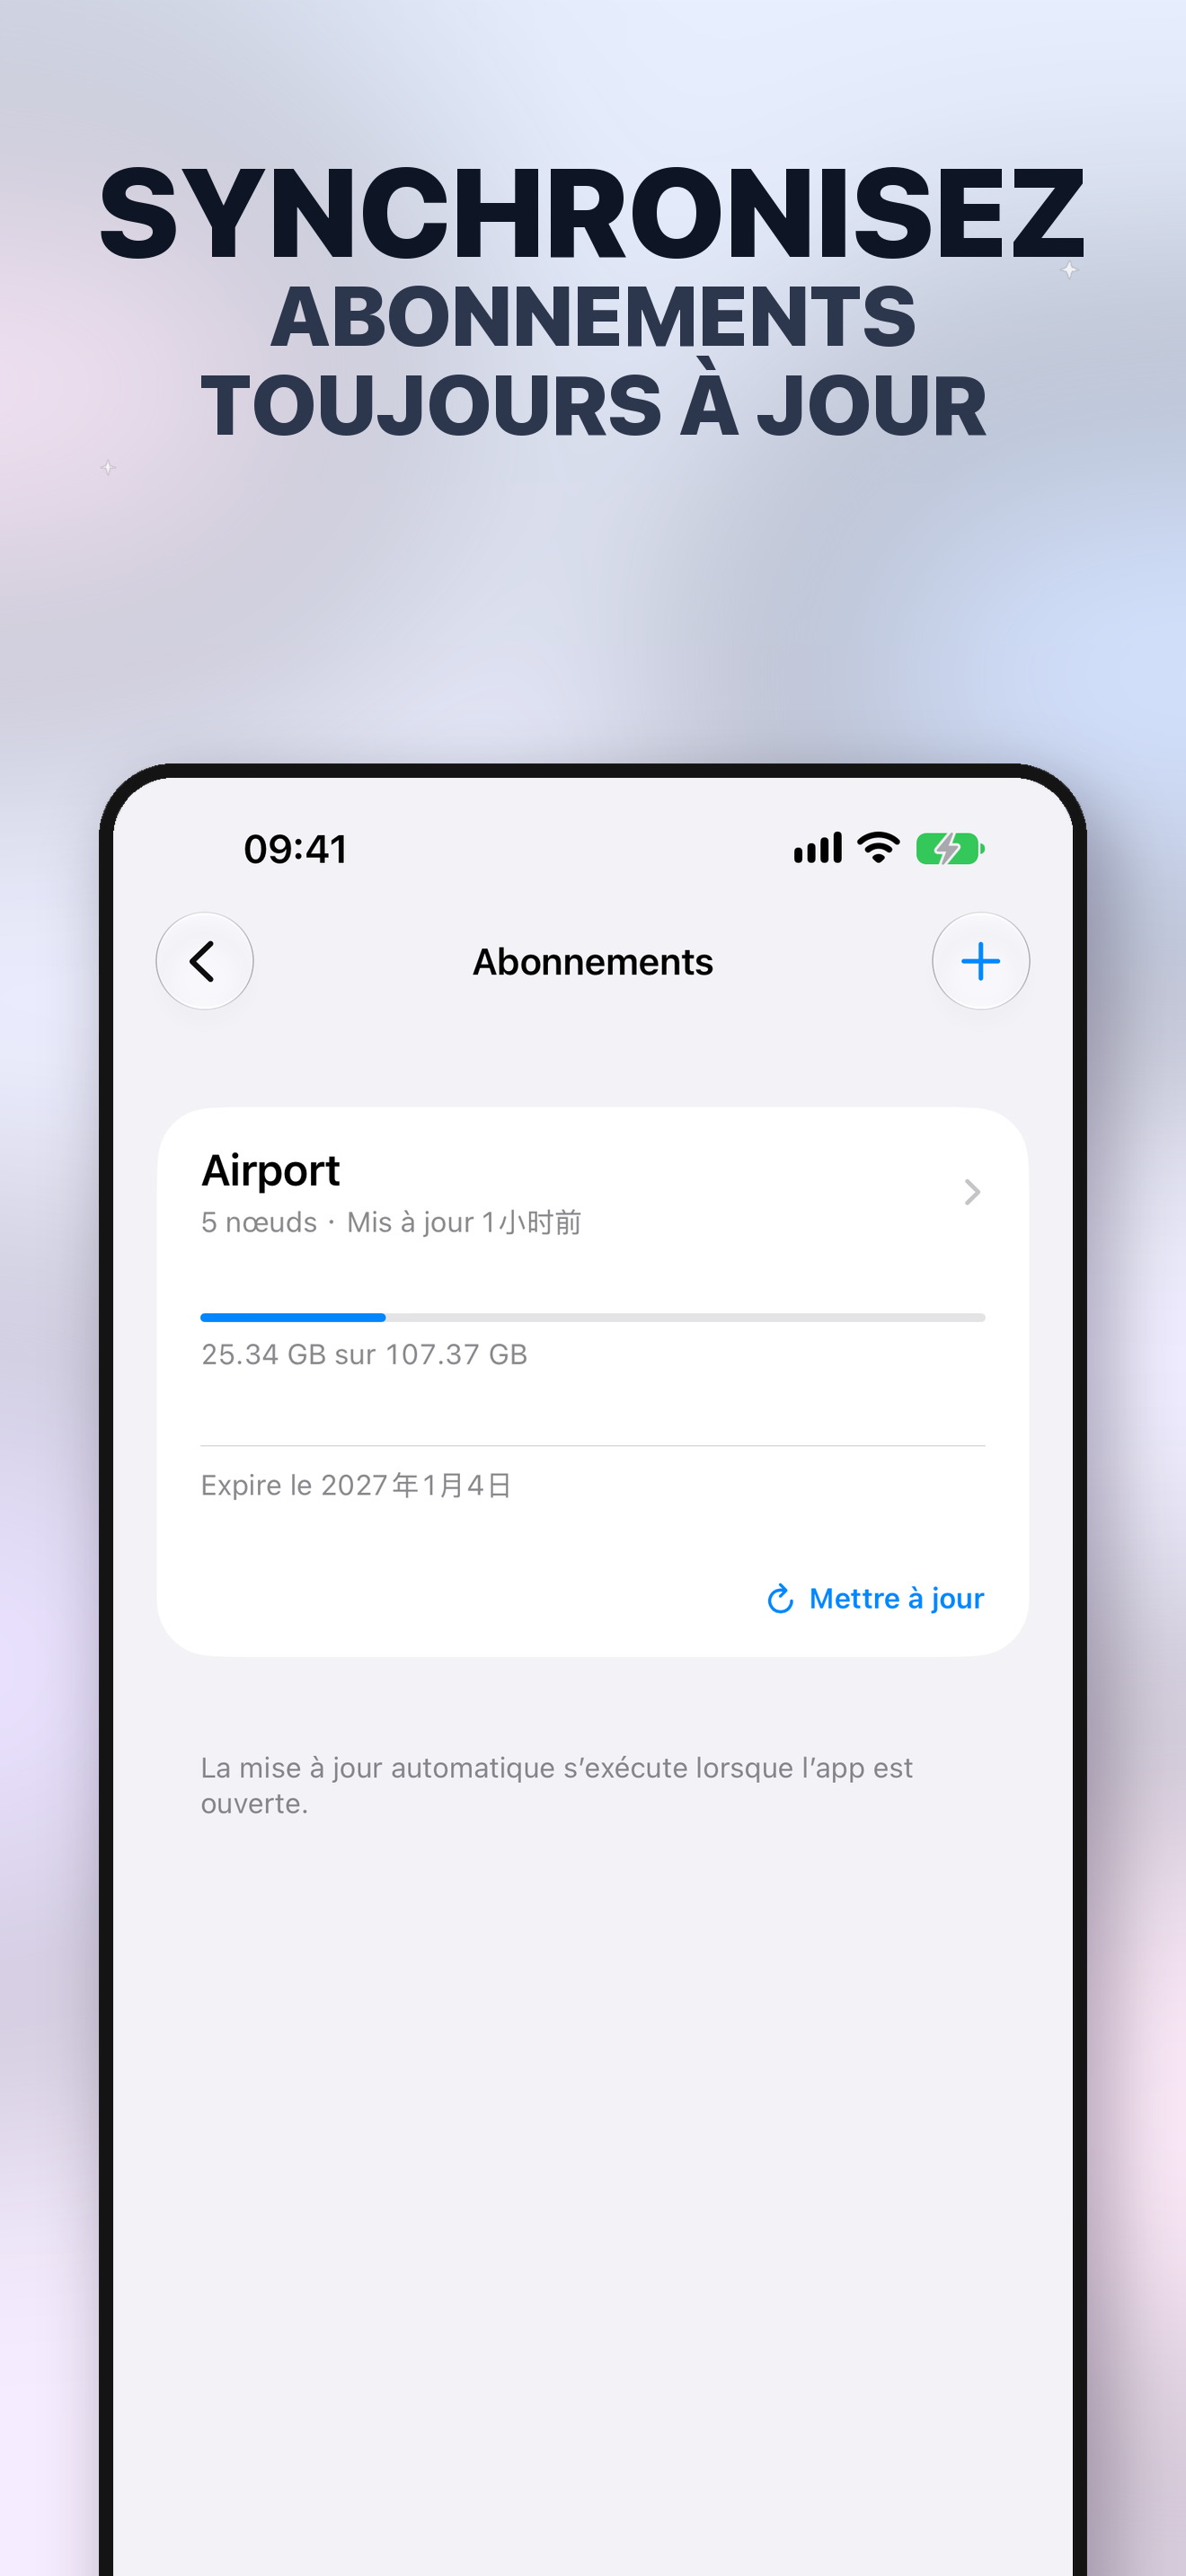 SYNCHRONISEZ
ABONNEMENTS
TOUJOURS À JOUR
09:41
Abonnements
Airport
5 nœuds · Mis à jour 1小时前
25.34 GB sur 107.37 GB
Expire le 2027年1月4日
Mettre à jour
La mise à jour automatique s’exécute lorsque l’app est
ouverte.